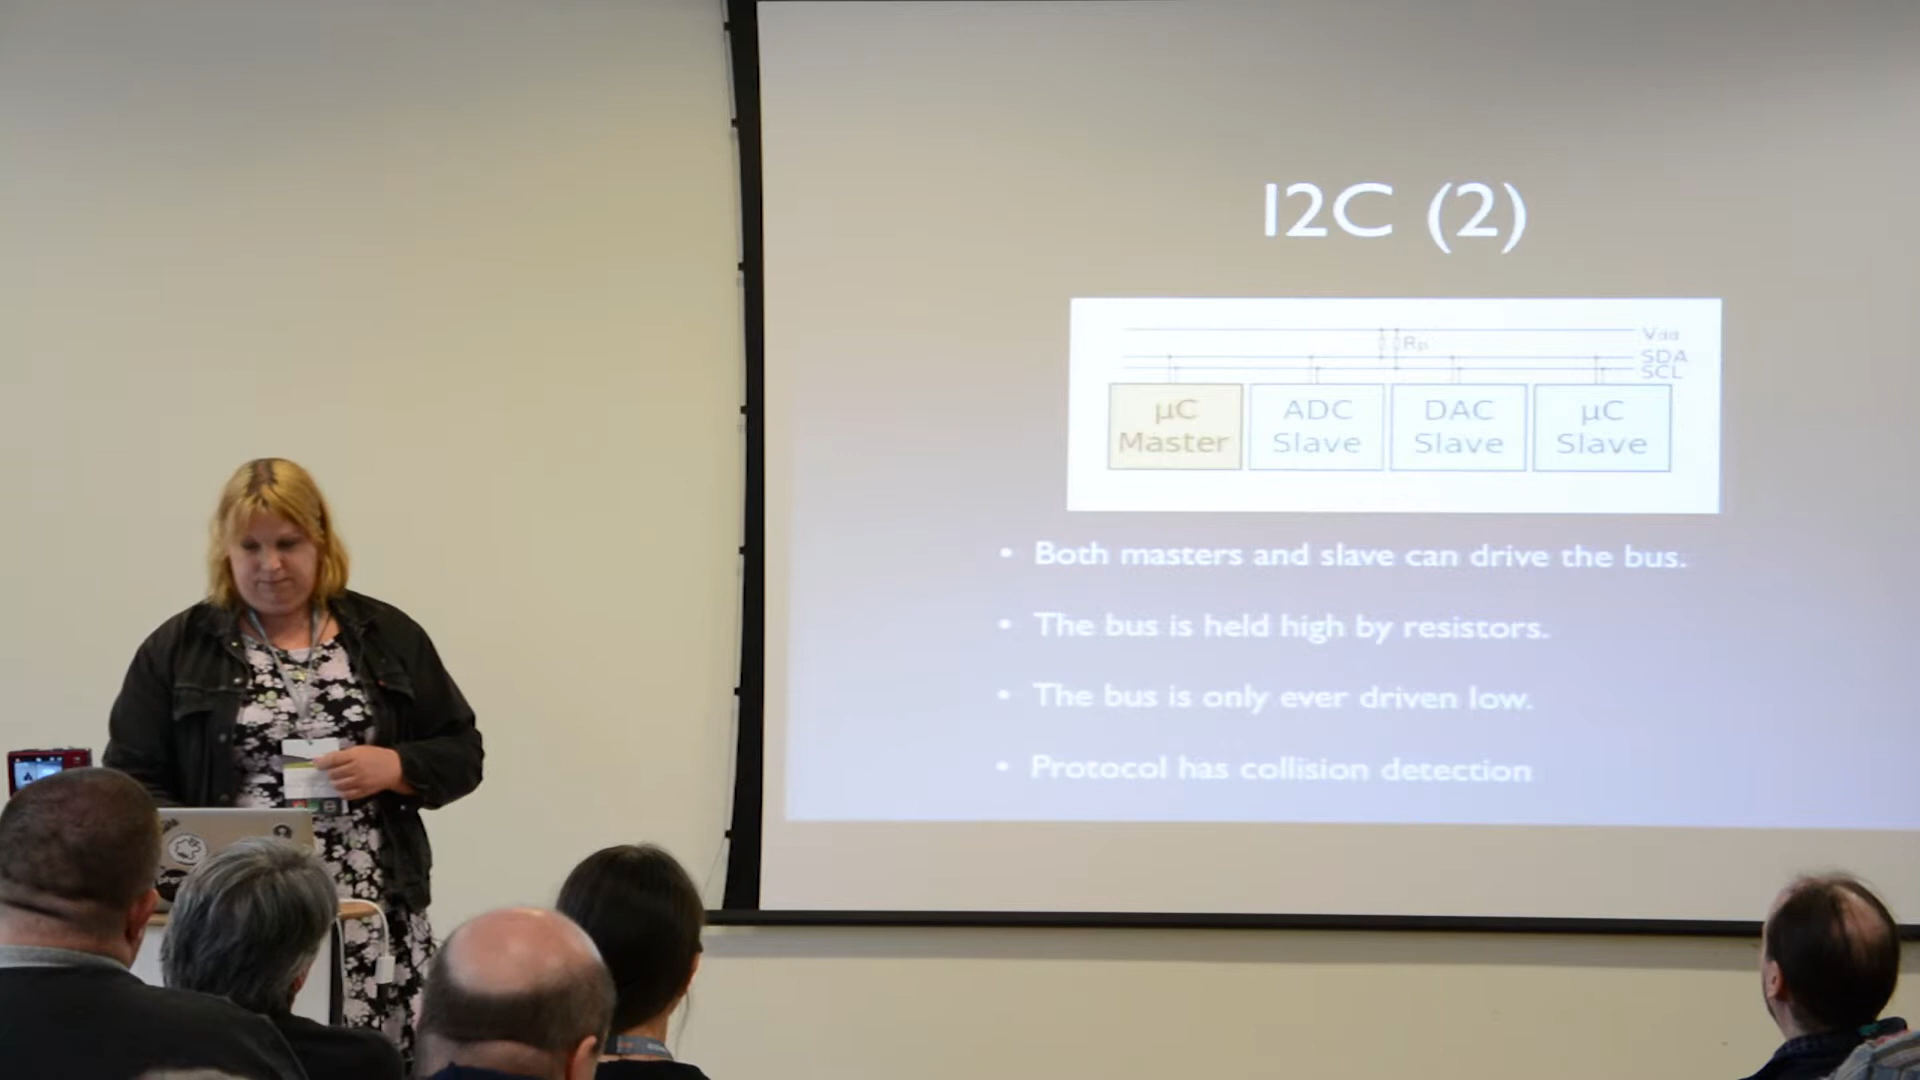 I2C (2)
Vdd
Rp
SDA
SCL
µC
Master
ADC
Slave
DAC
Slave
µC
Slave
• Both masters and slave can drive the bus.
• The bus is held high by resistors.
• The bus is only ever driven low.
• Protocol has collision detection